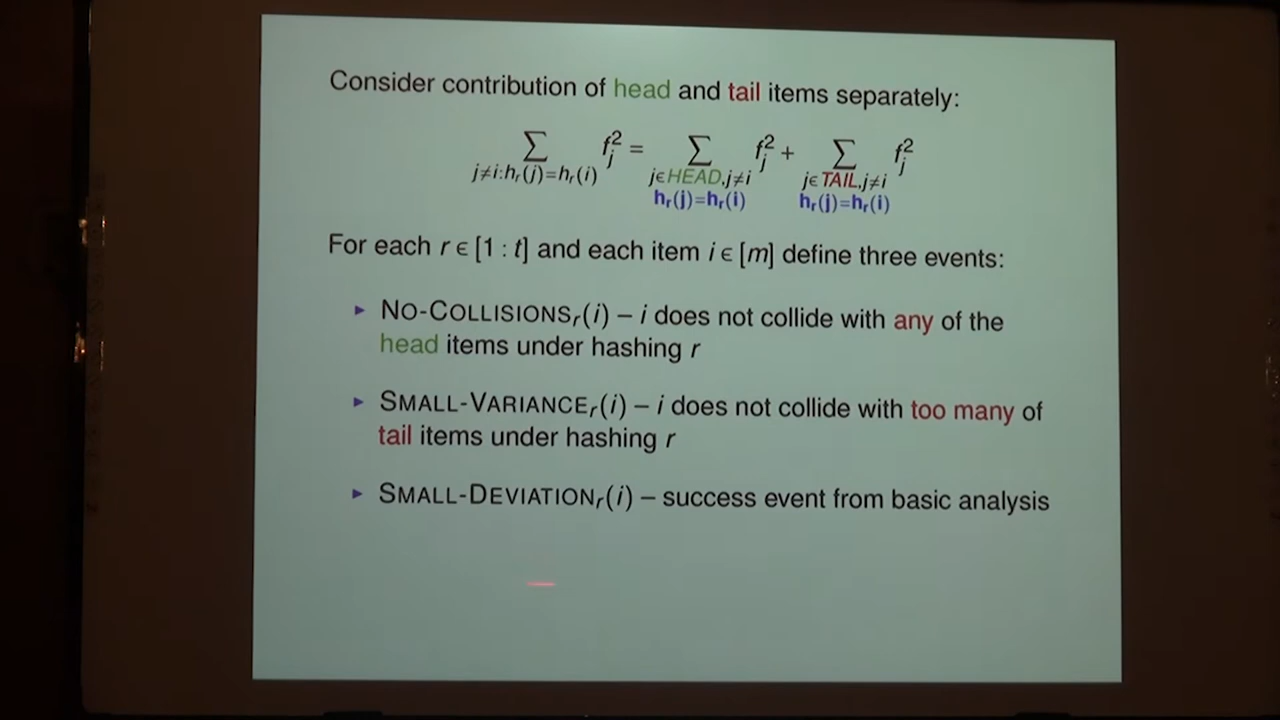 Consider contribution of head and tail items separately:
∑ f_j^2 = ∑ f_j^2 + ∑ f_j^2
j≠i:h_r(j)=h_r(i) j∈HEAD,j≠i j∈TAIL,j≠i
h_r(j)=h_r(i) h_r(j)=h_r(i)
For each r ∈ [1 : t] and each item i ∈ [m] define three events:
▸ NO-COLLISIONS_r(i) – i does not collide with any of the
head items under hashing r
▸ SMALL-VARIANCE_r(i) – i does not collide with too many of
tail items under hashing r
▸ SMALL-DEVIATION_r(i) – success event from basic analysis